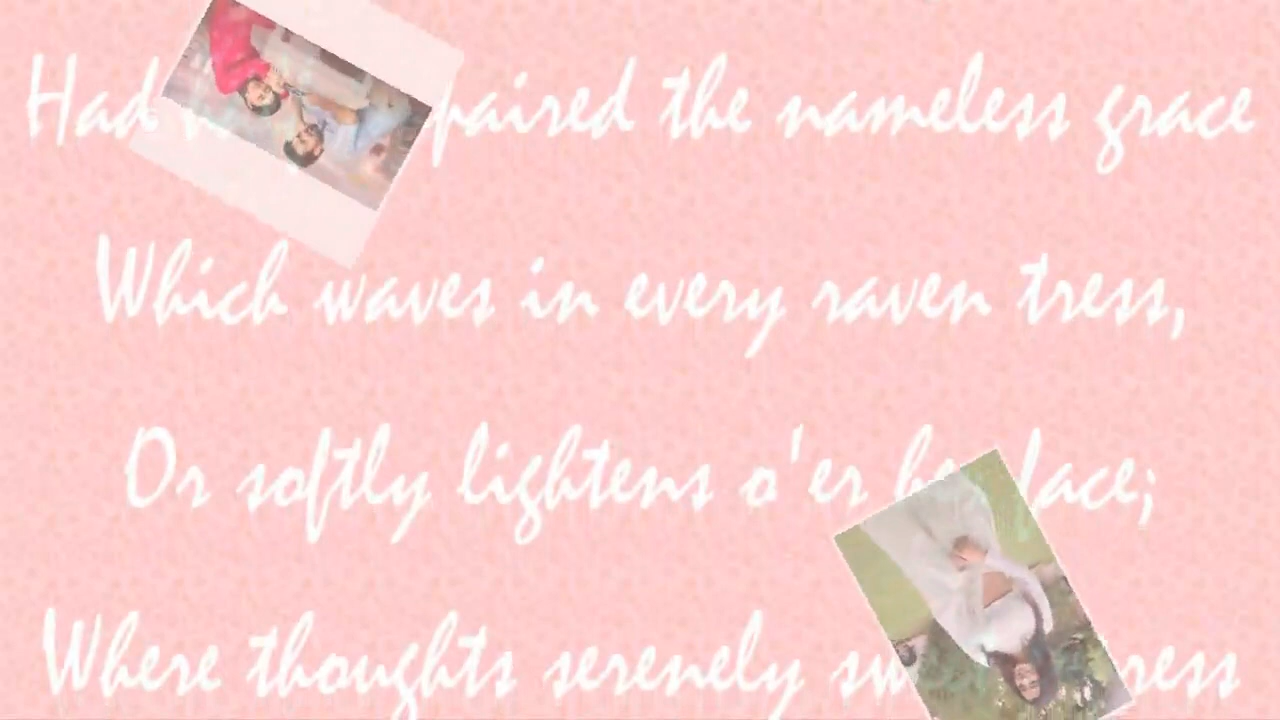 Had paired the nameless grace
Which waves in every raven tress,
Or softly lightens o'er face;
Where thoughts serenely